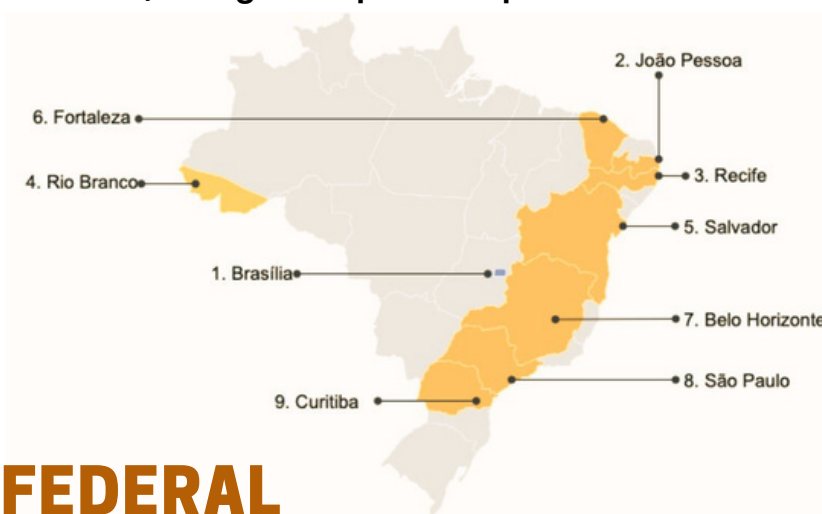 2. João Pessoa
6. Fortaleza
4. Rio Branco
3. Recife
5. Salvador
1. Brasília
7. Belo Horizonte
8. São Paulo
9. Curitiba
FEDERAL